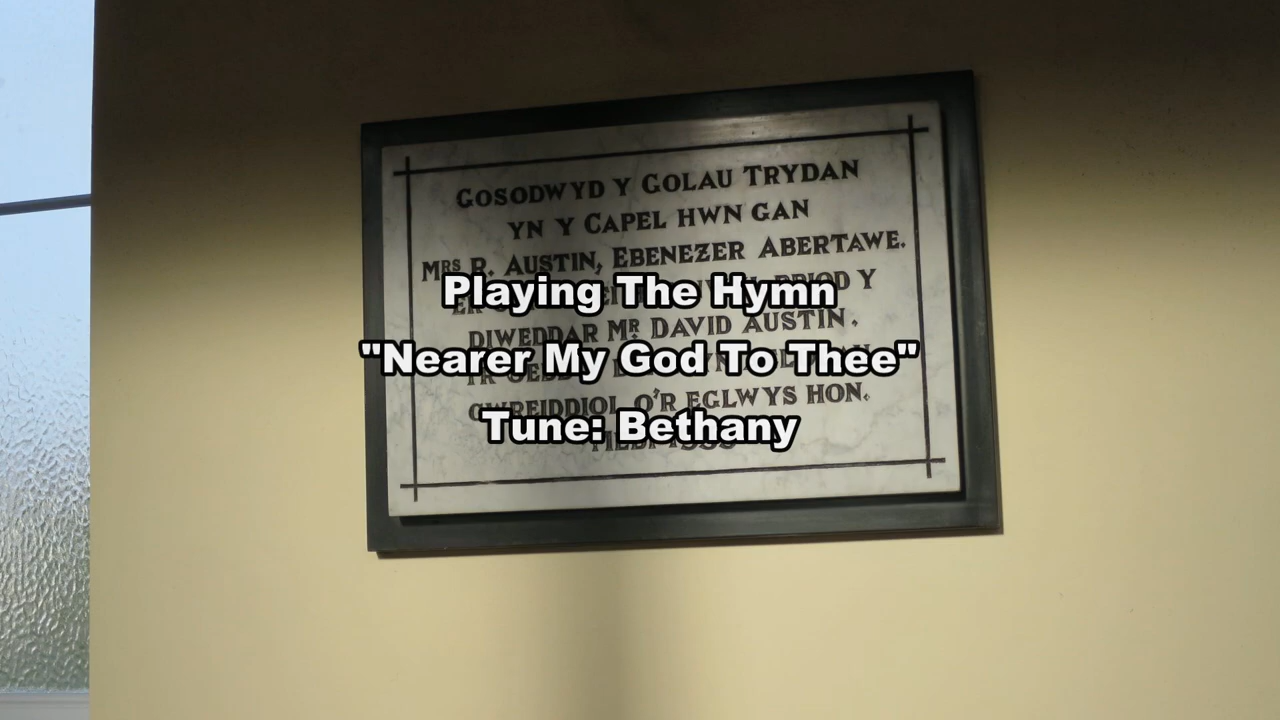 GOSODWYD Y GOLAU TRYDAN
YN Y CAPEL HWN GAN
MRS R. AUSTIN, EBENEZER ABERTAWE.
PRIOD Y
Playing The Hymn
DIWEDDAR MR DAVID AUSTIN.
"Nearer My God To Thee"
GWREIDDIOL O'R EGLWYS HON.
Tune: Bethany